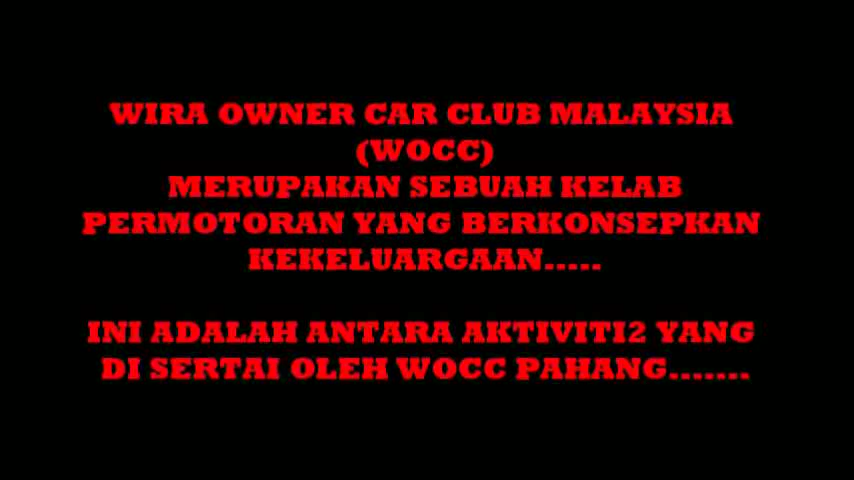 WIRA OWNER CAR CLUB MALAYSIA
(WOCC)
MERUPAKAN SEBUAH KELAB
PERMOTORAN YANG BERKONSEPKAN
KEKELUARGAAN.....
INI ADALAH ANTARA AKTIVITI2 YANG
DI SERTAI OLEH WOCC PAHANG.......